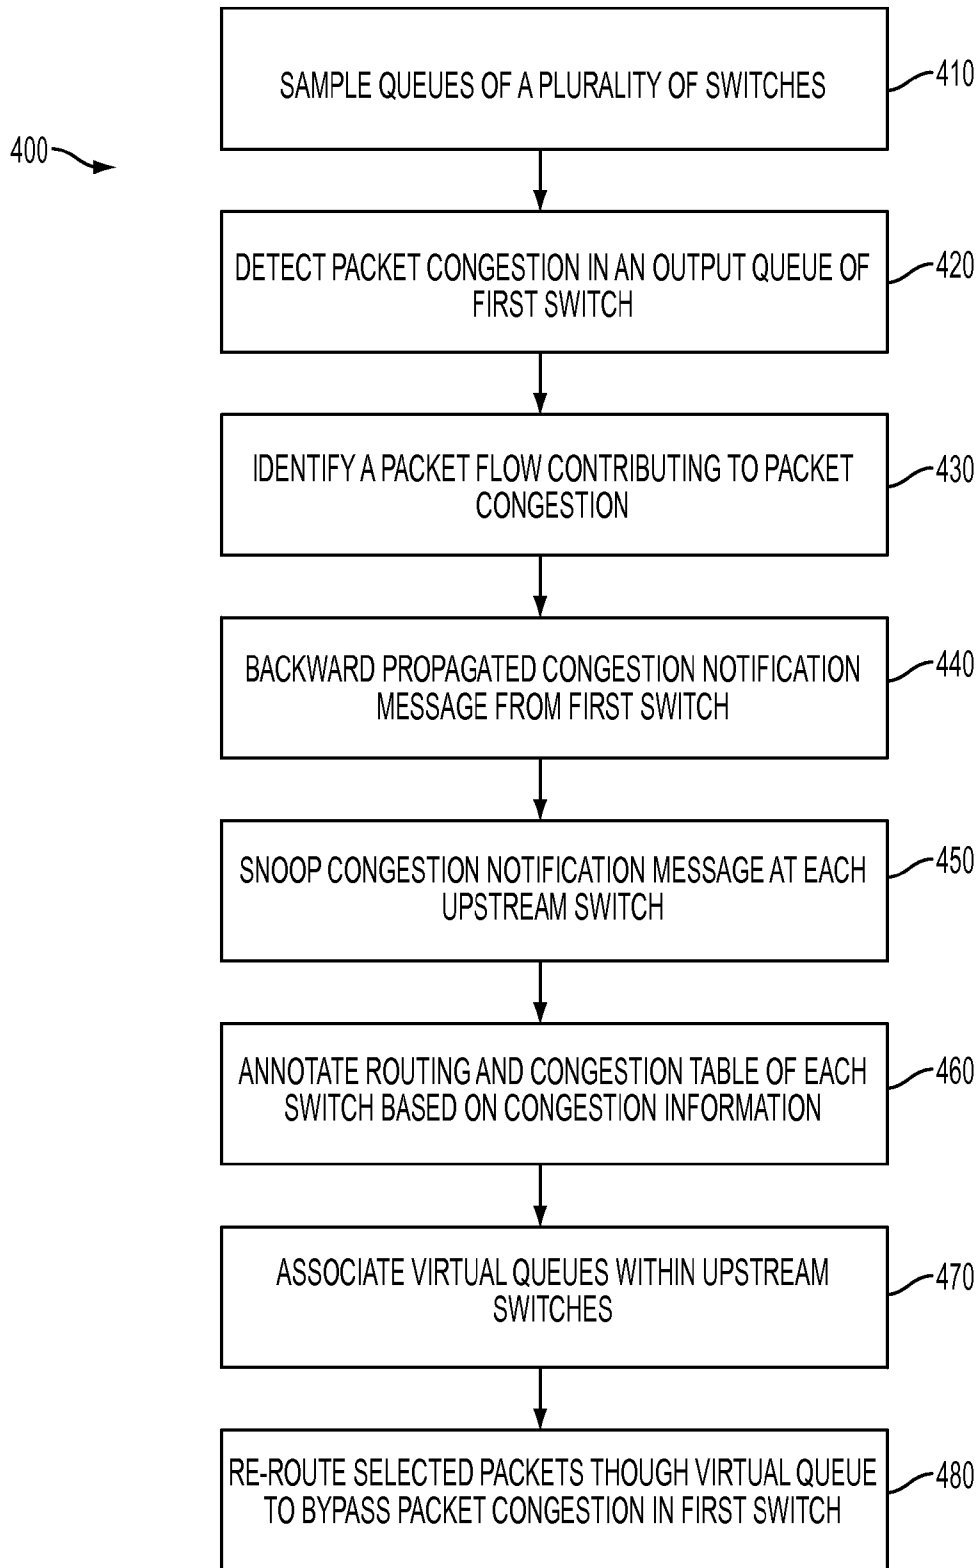 SAMPLE QUEUES OF A PLURALITY OF SWITCHES
410
400
DETECT PACKET CONGESTION IN AN OUTPUT QUEUE OF
FIRST SWITCH
420
IDENTIFY A PACKET FLOW CONTRIBUTING TO PACKET
CONGESTION
430
BACKWARD PROPAGATED CONGESTION NOTIFICATION
MESSAGE FROM FIRST SWITCH
440
SNOOP CONGESTION NOTIFICATION MESSAGE AT EACH
UPSTREAM SWITCH
450
ANNOTATE ROUTING AND CONGESTION TABLE OF EACH
SWITCH BASED ON CONGESTION INFORMATION
460
ASSOCIATE VIRTUAL QUEUES WITHIN UPSTREAM
SWITCHES
470
RE-ROUTE SELECTED PACKETS THOUGH VIRTUAL QUEUE
TO BYPASS PACKET CONGESTION IN FIRST SWITCH
480